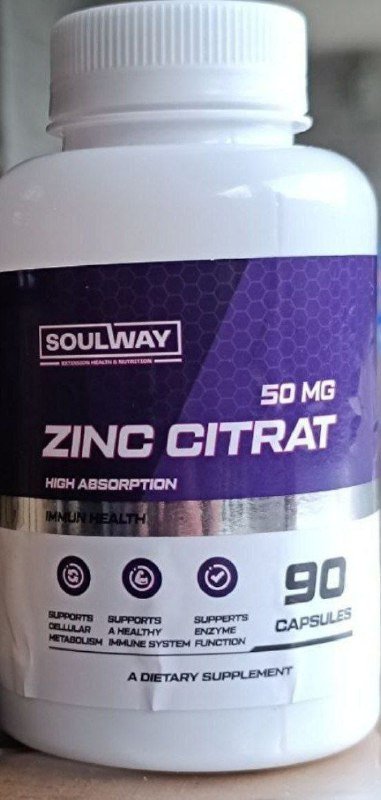 SOULWAY
EXTENSION HEALTH & NUTRITION
50 MG
ZINC CITRAT
HIGH ABSORPTION
IMMUN HEALTH
SUPPORTS
CELLULAR
METABOLISM
SUPPORTS
A HEALTHY
IMMUNE SYSTEM
SUPPERTS
ENZYME
FUNCTION
90
CAPSULES
A DIETARY SUPPLEMENT